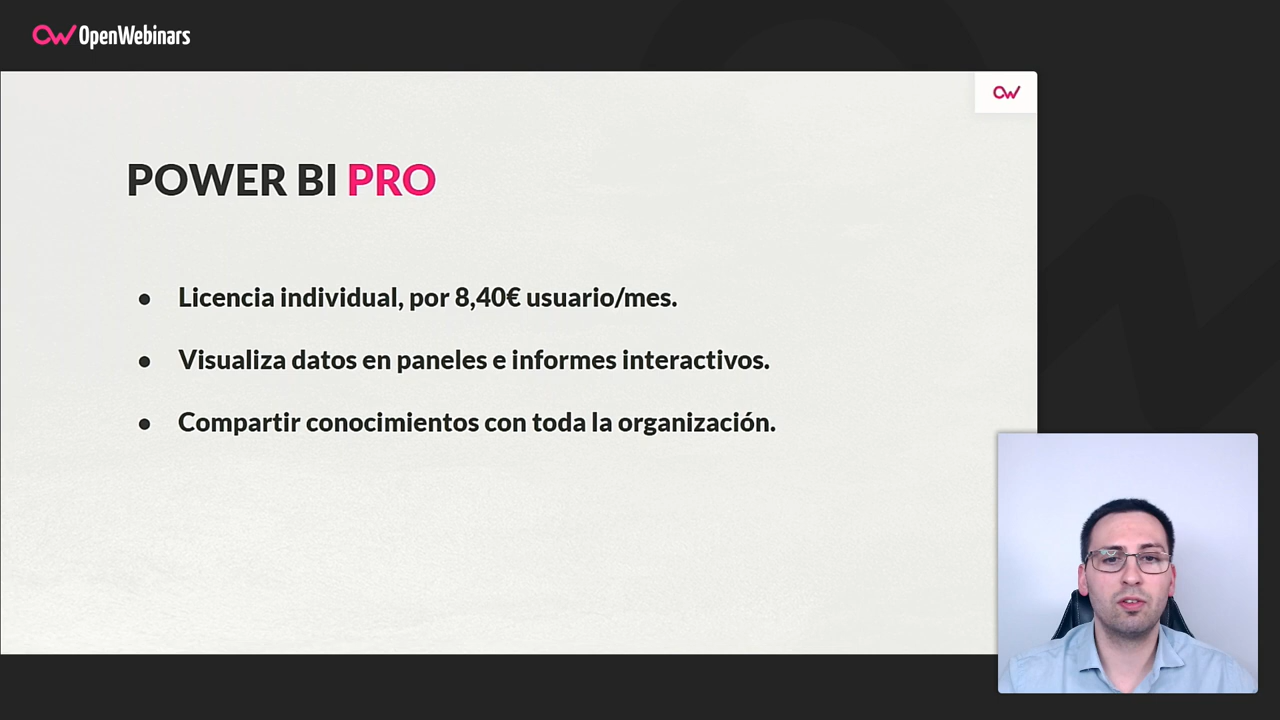 OpenWebinars
POWER BI PRO
● Licencia individual, por 8,40€ usuario/mes.
● Visualiza datos en paneles e informes interactivos.
● Compartir conocimientos con toda la organización.